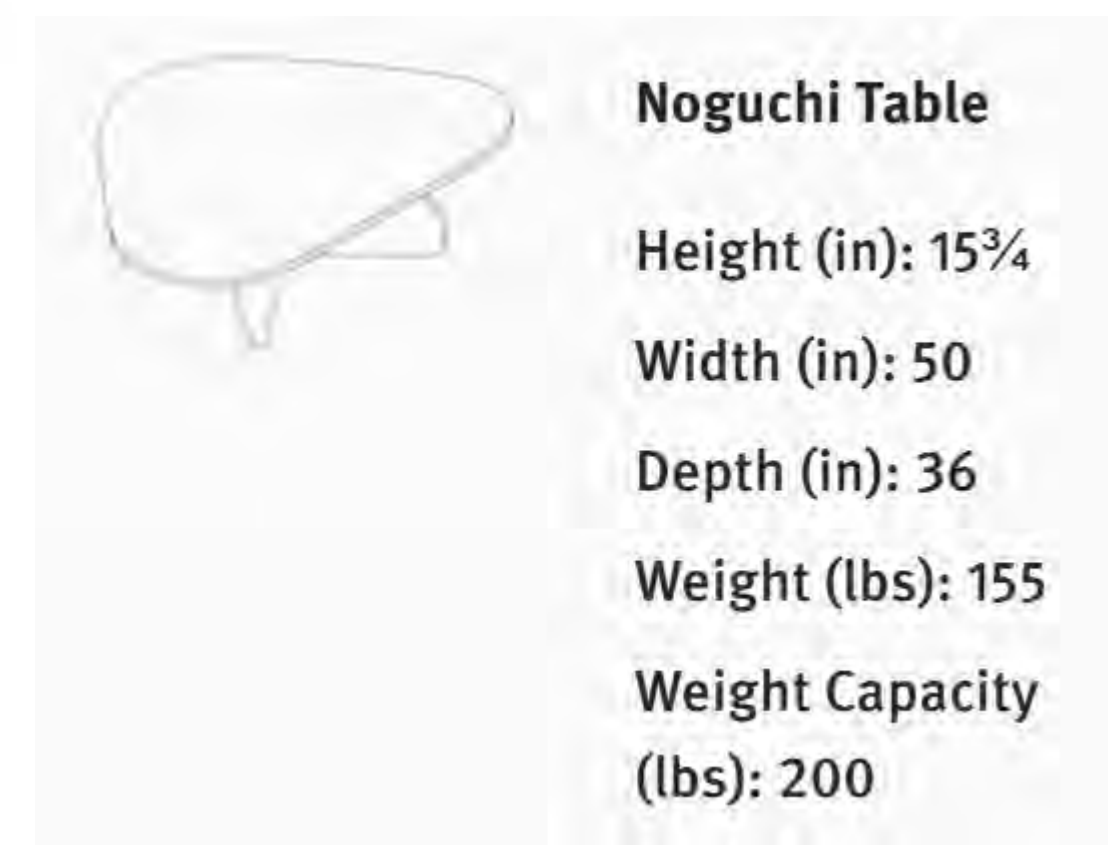 Noguchi Table
Height (in): 15¾
Width (in): 50
Depth (in): 36
Weight (lbs): 155
Weight Capacity
(lbs): 200